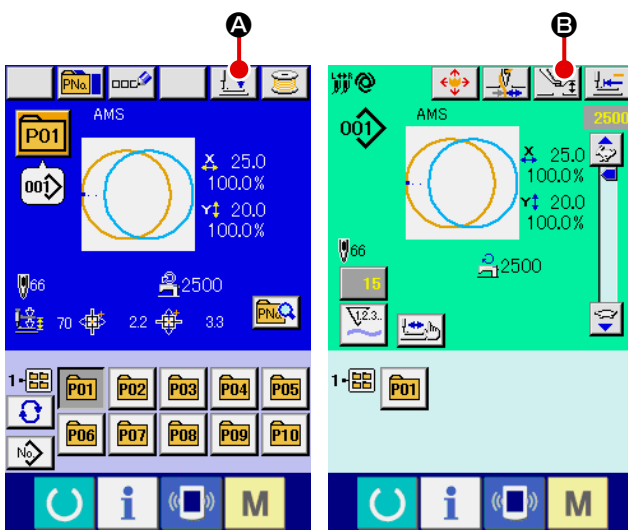 A
B
PNo.
AMS
P01
001
X 25.0
100.0%
Y 20.0
100.0%
66
2500
70 2.2 3.3
PNo.
1-
P01 P02 P03 P04 P05
P06 P07 P08 P09 P10
No.
i
M
L R
2500
001
AMS
X 25.0
100.0%
Y 20.0
100.0%
66
2500
15
1.2.3..
1-
P01
i
M